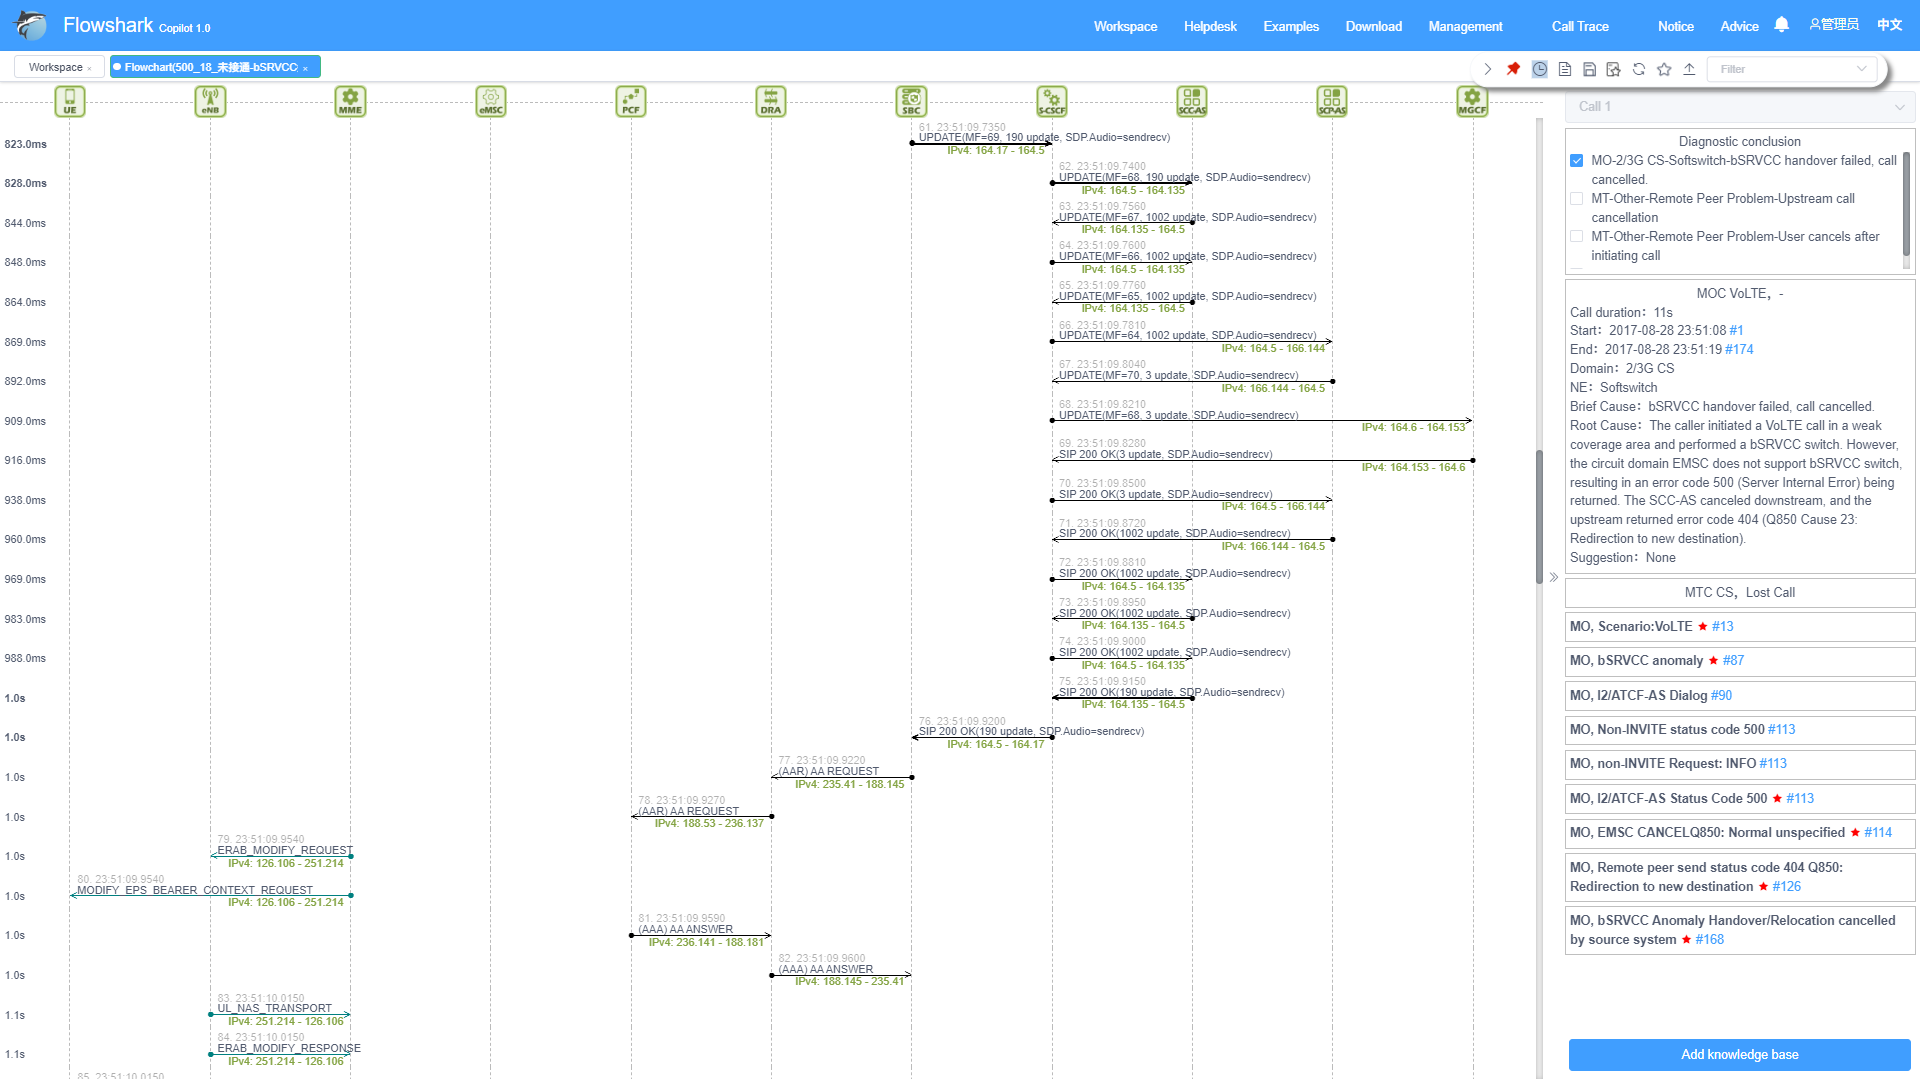 Flowshark Copilot 1.0
Workspace Helpdesk Examples Download Management Call Trace Notice Advice 管理员 中文
Workspace × Flowchart(500_18_未接通-bSRVCC ×
Filter
UE eNB MME eMSC PCF DRA SBC S-CSCF SCC-AS SCP-AS MGCF
61. 23:51:09.7350
823.0ms UPDATE(MF=69, 190 update, SDP.Audio=sendrecv)
IPv4: 164.17 - 164.5
62. 23:51:09.7400
828.0ms UPDATE(MF=68, 190 update, SDP.Audio=sendrecv)
IPv4: 164.5 - 164.135
63. 23:51:09.7560
844.0ms UPDATE(MF=67, 1002 update, SDP.Audio=sendrecv)
IPv4: 164.135 - 164.5
64. 23:51:09.7600
848.0ms UPDATE(MF=66, 1002 update, SDP.Audio=sendrecv)
IPv4: 164.5 - 164.135
65. 23:51:09.7760
864.0ms UPDATE(MF=65, 1002 update, SDP.Audio=sendrecv)
IPv4: 164.135 - 164.5
66. 23:51:09.7810
869.0ms UPDATE(MF=64, 1002 update, SDP.Audio=sendrecv)
IPv4: 164.5 - 166.144
67. 23:51:09.8040
892.0ms UPDATE(MF=70, 3 update, SDP.Audio=sendrecv)
IPv4: 166.144 - 164.5
68. 23:51:09.8210
909.0ms UPDATE(MF=68, 3 update, SDP.Audio=sendrecv)
IPv4: 164.6 - 164.153
69. 23:51:09.8280
916.0ms SIP 200 OK(3 update, SDP.Audio=sendrecv)
IPv4: 164.153 - 164.6
70. 23:51:09.8500
938.0ms SIP 200 OK(3 update, SDP.Audio=sendrecv)
IPv4: 164.5 - 166.144
71. 23:51:09.8720
960.0ms SIP 200 OK(1002 update, SDP.Audio=sendrecv)
IPv4: 166.144 - 164.5
72. 23:51:09.8810
969.0ms SIP 200 OK(1002 update, SDP.Audio=sendrecv)
IPv4: 164.5 - 164.135
73. 23:51:09.8950
983.0ms SIP 200 OK(1002 update, SDP.Audio=sendrecv)
IPv4: 164.135 - 164.5
74. 23:51:09.9000
988.0ms SIP 200 OK(1002 update, SDP.Audio=sendrecv)
IPv4: 164.5 - 164.135
75. 23:51:09.9150
1.0s SIP 200 OK(190 update, SDP.Audio=sendrecv)
IPv4: 164.135 - 164.5
76. 23:51:09.9200
1.0s SIP 200 OK(190 update, SDP.Audio=sendrecv)
IPv4: 164.5 - 164.17
77. 23:51:09.9220
1.0s (AAR) AA REQUEST
IPv4: 235.41 - 188.145
78. 23:51:09.9270
1.0s (AAR) AA REQUEST
IPv4: 188.53 - 236.137
79. 23:51:09.9540
1.0s ERAB_MODIFY_REQUEST
IPv4: 126.106 - 251.214
80. 23:51:09.9540
1.0s MODIFY_EPS_BEARER_CONTEXT_REQUEST
IPv4: 126.106 - 251.214
81. 23:51:09.9590
1.0s (AAA) AA ANSWER
IPv4: 236.141 - 188.181
82. 23:51:09.9600
1.0s (AAA) AA ANSWER
IPv4: 188.145 - 235.41
83. 23:51:10.0150
1.1s UL_NAS_TRANSPORT
IPv4: 251.214 - 126.106
84. 23:51:10.0150
1.1s ERAB_MODIFY_RESPONSE
IPv4: 251.214 - 126.106
85. 23:51:10.0150
Call 1
Diagnostic conclusion
MO-2/3G CS-Softswitch-bSRVCC handover failed, call
cancelled.
MT-Other-Remote Peer Problem-Upstream call
cancellation
MT-Other-Remote Peer Problem-User cancels after
initiating call
MOC VoLTE，-
Call duration：11s
Start：2017-08-28 23:51:08 #1
End：2017-08-28 23:51:19 #174
Domain：2/3G CS
NE：Softswitch
Brief Cause：bSRVCC handover failed, call cancelled.
Root Cause：The caller initiated a VoLTE call in a weak
coverage area and performed a bSRVCC switch. However,
the circuit domain EMSC does not support bSRVCC switch,
resulting in an error code 500 (Server Internal Error) being
returned. The SCC-AS canceled downstream, and the
upstream returned error code 404 (Q850 Cause 23:
Redirection to new destination).
Suggestion：None
MTC CS，Lost Call
MO, Scenario:VoLTE ★ #13
MO, bSRVCC anomaly ★ #87
MO, I2/ATCF-AS Dialog #90
MO, Non-INVITE status code 500 #113
MO, non-INVITE Request: INFO #113
MO, I2/ATCF-AS Status Code 500 ★ #113
MO, EMSC CANCELQ850: Normal unspecified ★ #114
MO, Remote peer send status code 404 Q850:
Redirection to new destination ★ #126
MO, bSRVCC Anomaly Handover/Relocation cancelled
by source system ★ #168
Add knowledge base